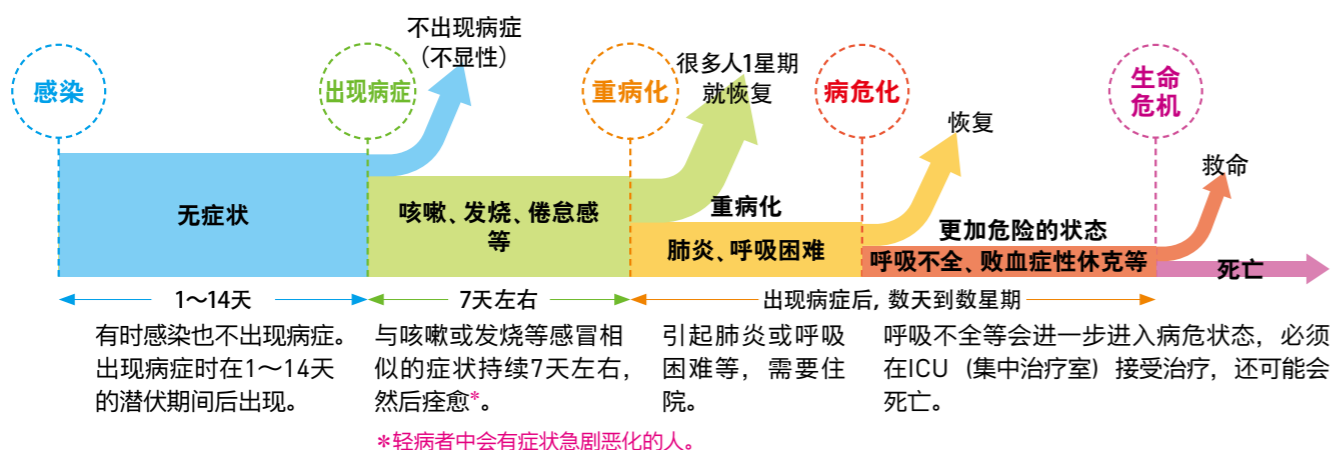 感染
出现病症
不出现病症
（不显性）
重病化
很多人1星期
就恢复
病危化
恢复
生命
危机
救命
无症状
咳嗽、发烧、倦怠感
等
重病化
肺炎、呼吸困难
更加危险的状态
呼吸不全、败血症性休克等
死亡
1～14天
7天左右
出现病症后，数天到数星期
有时感染也不出现病症。
出现病症时在1～14天
的潜伏期间后出现。
与咳嗽或发烧等感冒相
似的症状持续7天左右，
然后痊愈*。
*轻病者中会有症状急剧恶化的人。
引起肺炎或呼吸
困难等，需要住
院。
呼吸不全等会进一步进入病危状态，必须
在ICU（集中治疗室）接受治疗，还可能会
死亡。